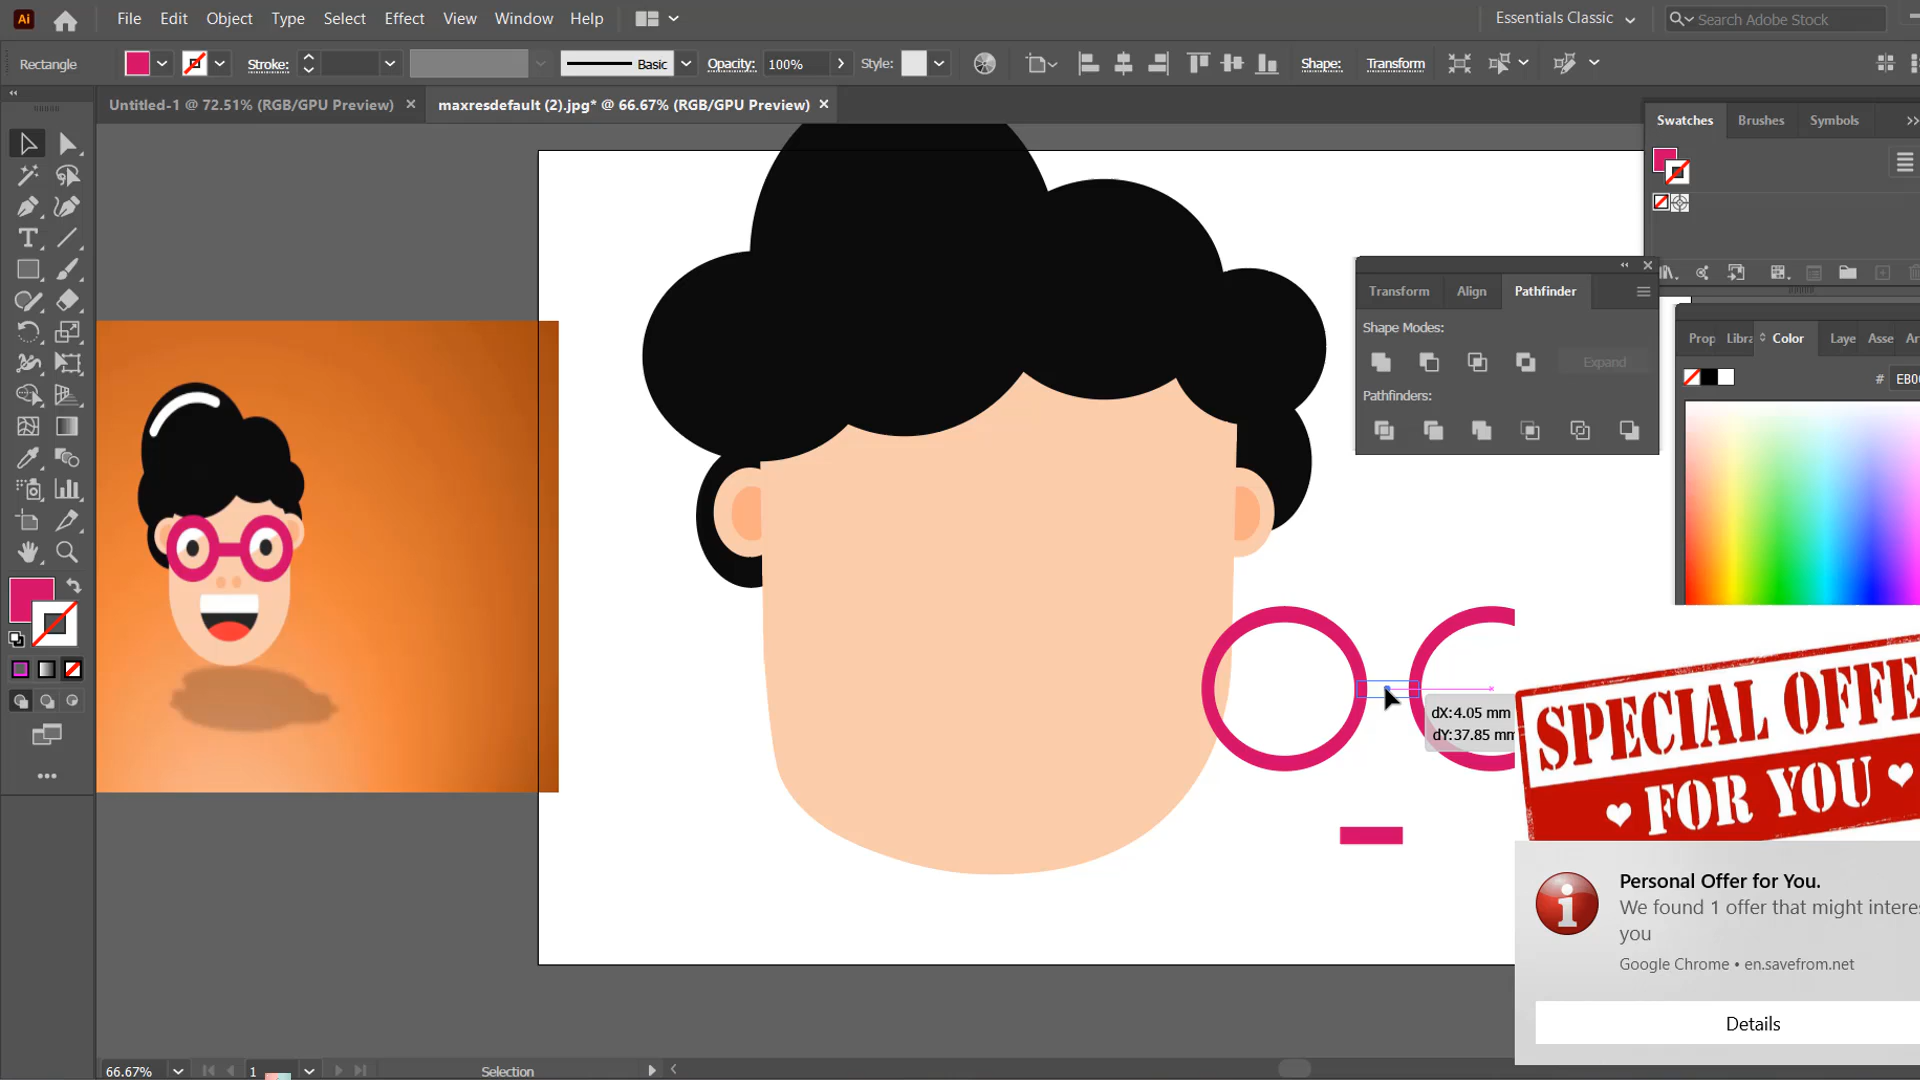 Ai File Edit Object Type Select Effect View Window Help Essentials Classic Search Adobe Stock
Rectangle Stroke: Basic Opacity: 100% Style: Shape: Transform
Untitled-1 @ 72.51% (RGB/GPU Preview) × maxresdefault (2).jpg* @ 66.67% (RGB/GPU Preview) ×
Swatches Brushes Symbols
Transform Align Pathfinder
Shape Modes:
Expand
Pathfinders:
Prop Libra Color Laye Asse Ar
# EB00
dX:4.05 mm
dY:37.85 mm
SPECIAL OFFE
FOR YOU
Personal Offer for You.
We found 1 offer that might intere
you
Google Chrome • en.savefrom.net
Details
66.67% 1 Selection